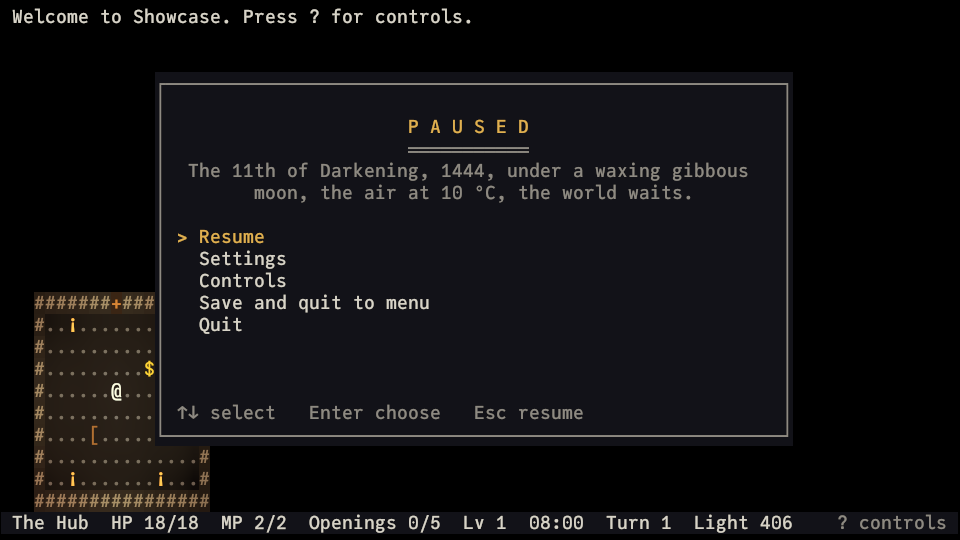 Welcome to Showcase. Press ? for controls.
PAUSED
The 11th of Darkening, 1444, under a waxing gibbous
moon, the air at 10 °C, the world waits.
> Resume
Settings
Controls
Save and quit to menu
Quit
↑↓ select   Enter choose   Esc resume
#######+###
#..¡.......
#..........
#.........$
#......@...
#..........
#....[.....
#..............#
#..¡.......¡...#
################
The Hub  HP 18/18  MP 2/2  Openings 0/5  Lv 1  08:00  Turn 1  Light 406    ? controls